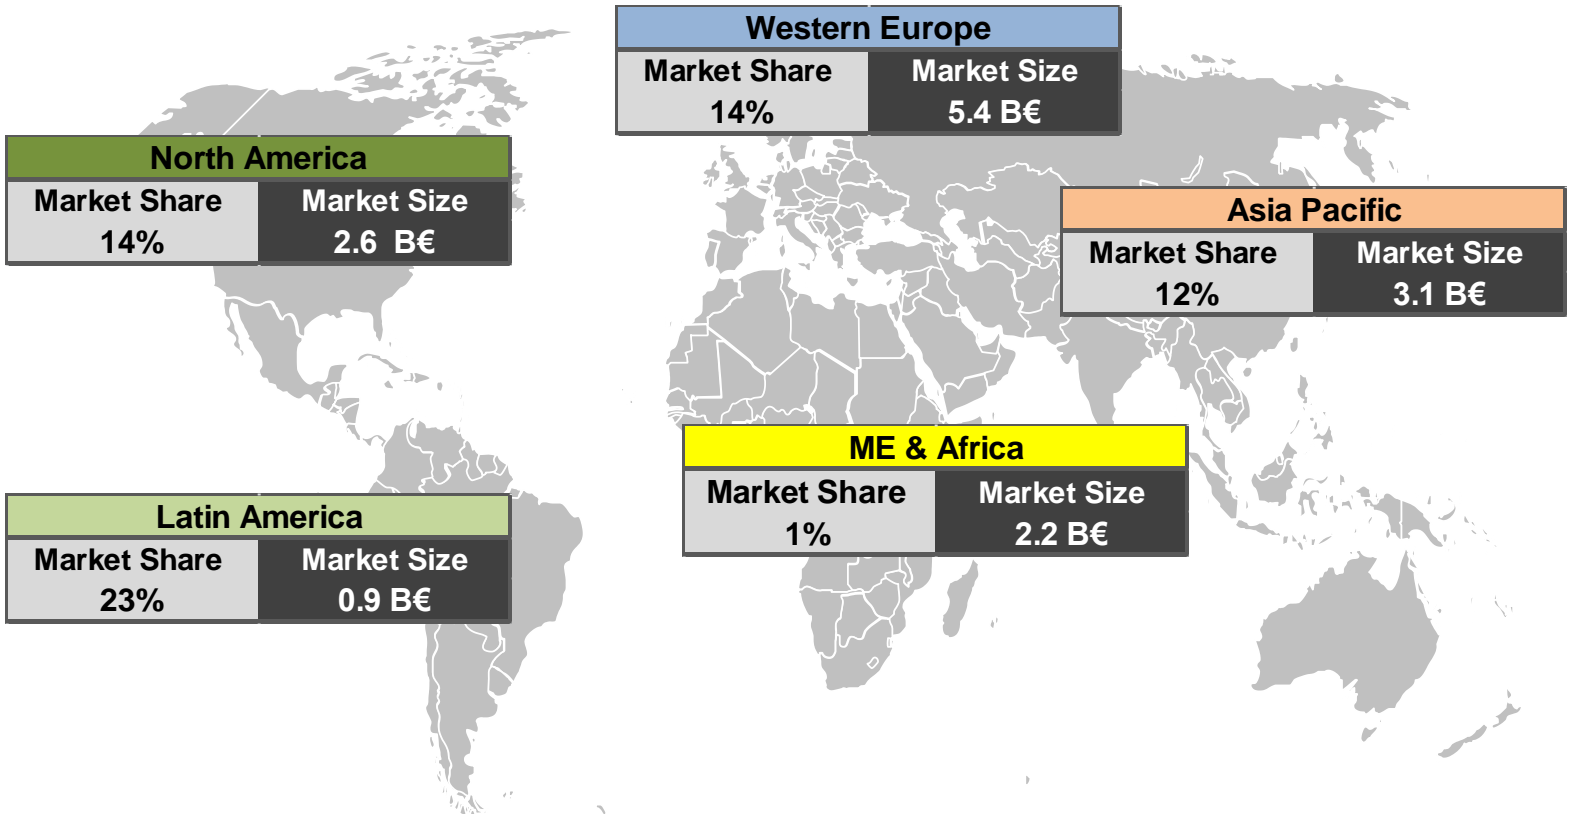 Western Europe
Market Share Market Size
14% 5.4 B€
North America
Market Share Market Size
14% 2.6 B€
Asia Pacific
Market Share Market Size
12% 3.1 B€
ME & Africa
Market Share Market Size
1% 2.2 B€
Latin America
Market Share Market Size
23% 0.9 B€